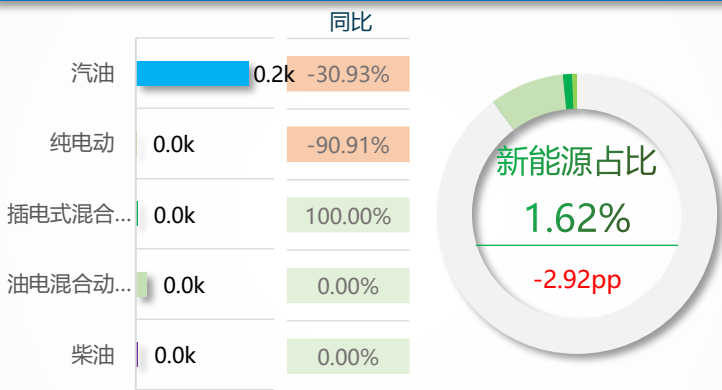 同比
汽油 0.2k -30.93%
纯电动 0.0k -90.91%
插电式混合... 0.0k 100.00%
油电混合动... 0.0k 0.00%
柴油 0.0k 0.00%
新能源占比
1.62%
-2.92pp